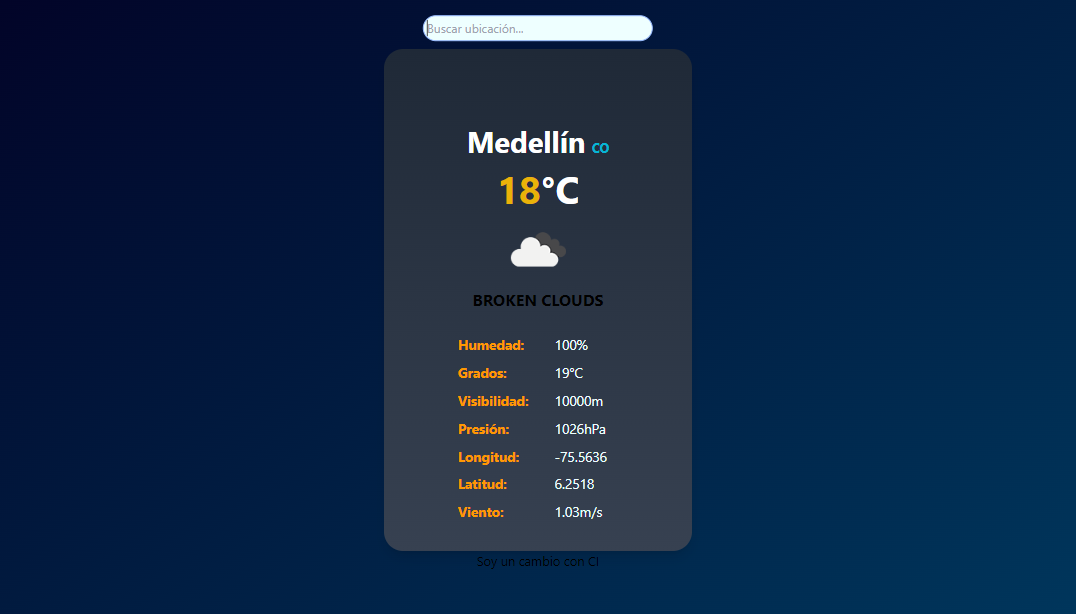 Buscar ubicación...
Medellín CO
18°C
BROKEN CLOUDS
Humedad: 100%
Grados: 19°C
Visibilidad: 10000m
Presión: 1026hPa
Longitud: -75.5636
Latitud: 6.2518
Viento: 1.03m/s
Soy un cambio con CI